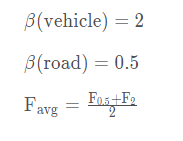 β(vehicle) = 2
β(road) = 0.5
F_avg = (F_0.5+F_2)/2